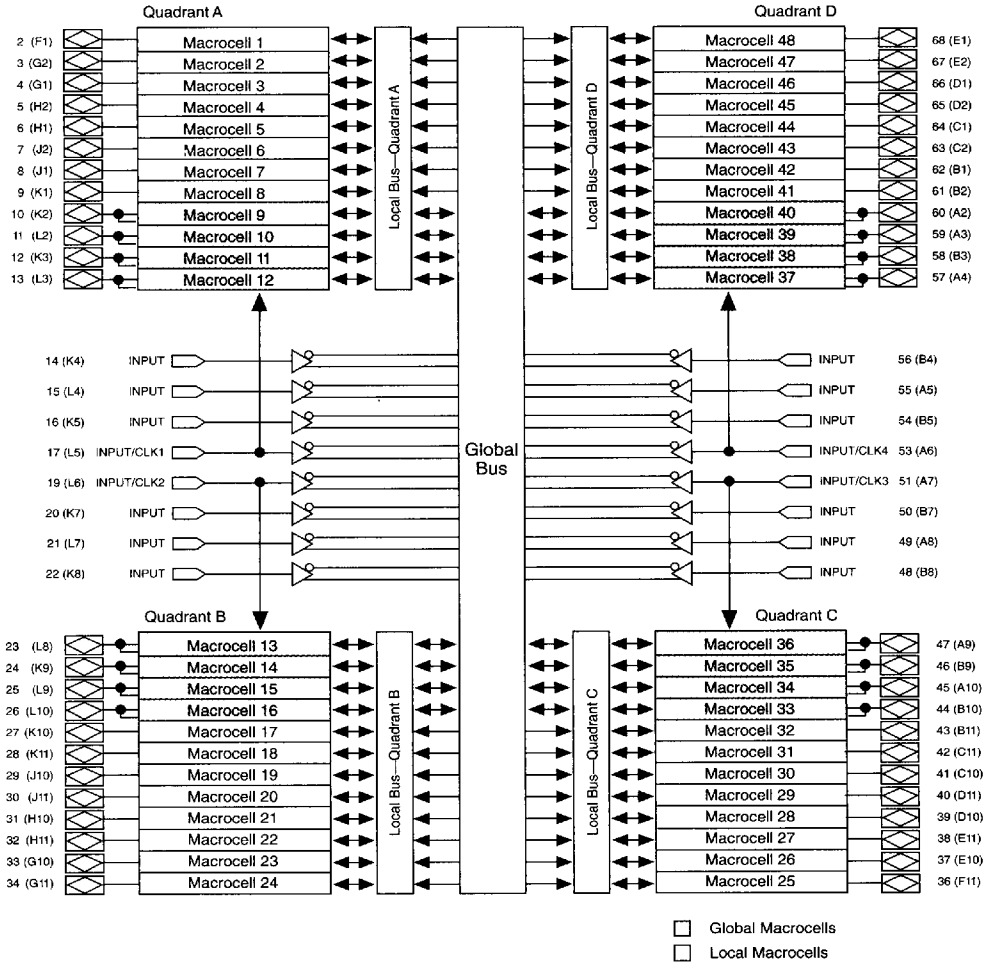 Quadrant A
Quadrant D
2 (F1) Macrocell 1 Macrocell 48 68 (E1)
3 (G2) Macrocell 2 Macrocell 47 67 (E2)
4 (G1) Macrocell 3 Macrocell 46 66 (D1)
5 (H2) Macrocell 4 Macrocell 45 65 (D2)
6 (H1) Macrocell 5 Macrocell 44 64 (C1)
7 (J2) Macrocell 6 Macrocell 43 63 (C2)
8 (J1) Macrocell 7 Macrocell 42 62 (B1)
9 (K1) Macrocell 8 Macrocell 41 61 (B2)
10 (K2) Macrocell 9 Macrocell 40 60 (A2)
11 (L2) Macrocell 10 Macrocell 39 59 (A3)
12 (K3) Macrocell 11 Macrocell 38 58 (B3)
13 (L3) Macrocell 12 Macrocell 37 57 (A4)
Local Bus—Quadrant A
Local Bus—Quadrant D
14 (K4) INPUT INPUT 56 (B4)
15 (L4) INPUT INPUT 55 (A5)
16 (K5) INPUT INPUT 54 (B5)
17 (L5) INPUT/CLK1 INPUT/CLK4 53 (A6)
Global
Bus
19 (L6) INPUT/CLK2 INPUT/CLK3 51 (A7)
20 (K7) INPUT INPUT 50 (B7)
21 (L7) INPUT INPUT 49 (A8)
22 (K8) INPUT INPUT 48 (B8)
Quadrant B
Quadrant C
23 (L8) Macrocell 13 Macrocell 36 47 (A9)
24 (K9) Macrocell 14 Macrocell 35 46 (B9)
25 (L9) Macrocell 15 Macrocell 34 45 (A10)
26 (L10) Macrocell 16 Macrocell 33 44 (B10)
27 (K10) Macrocell 17 Macrocell 32 43 (B11)
28 (K11) Macrocell 18 Macrocell 31 42 (C11)
29 (J10) Macrocell 19 Macrocell 30 41 (C10)
30 (J11) Macrocell 20 Macrocell 29 40 (D11)
31 (H10) Macrocell 21 Macrocell 28 39 (D10)
32 (H11) Macrocell 22 Macrocell 27 38 (E11)
33 (G10) Macrocell 23 Macrocell 26 37 (E10)
34 (G11) Macrocell 24 Macrocell 25 36 (F11)
Local Bus—Quadrant B
Local Bus—Quadrant C
Global Macrocells
Local Macrocells